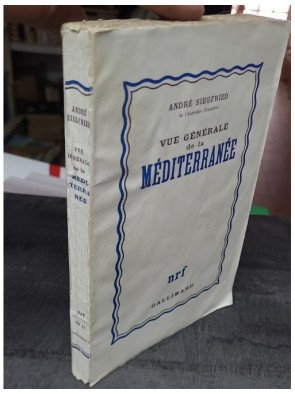 ANDRÉ SIEGFRIED
de l'Académie française
VUE GÉNÉRALE
de la
MÉDITERRANÉE
nrf
GALLIMARD
ANDRÉ
SIEGFRIED
VUE
GÉNÉRALE
de la
MÉDI
TERRA
NÉE
nrf